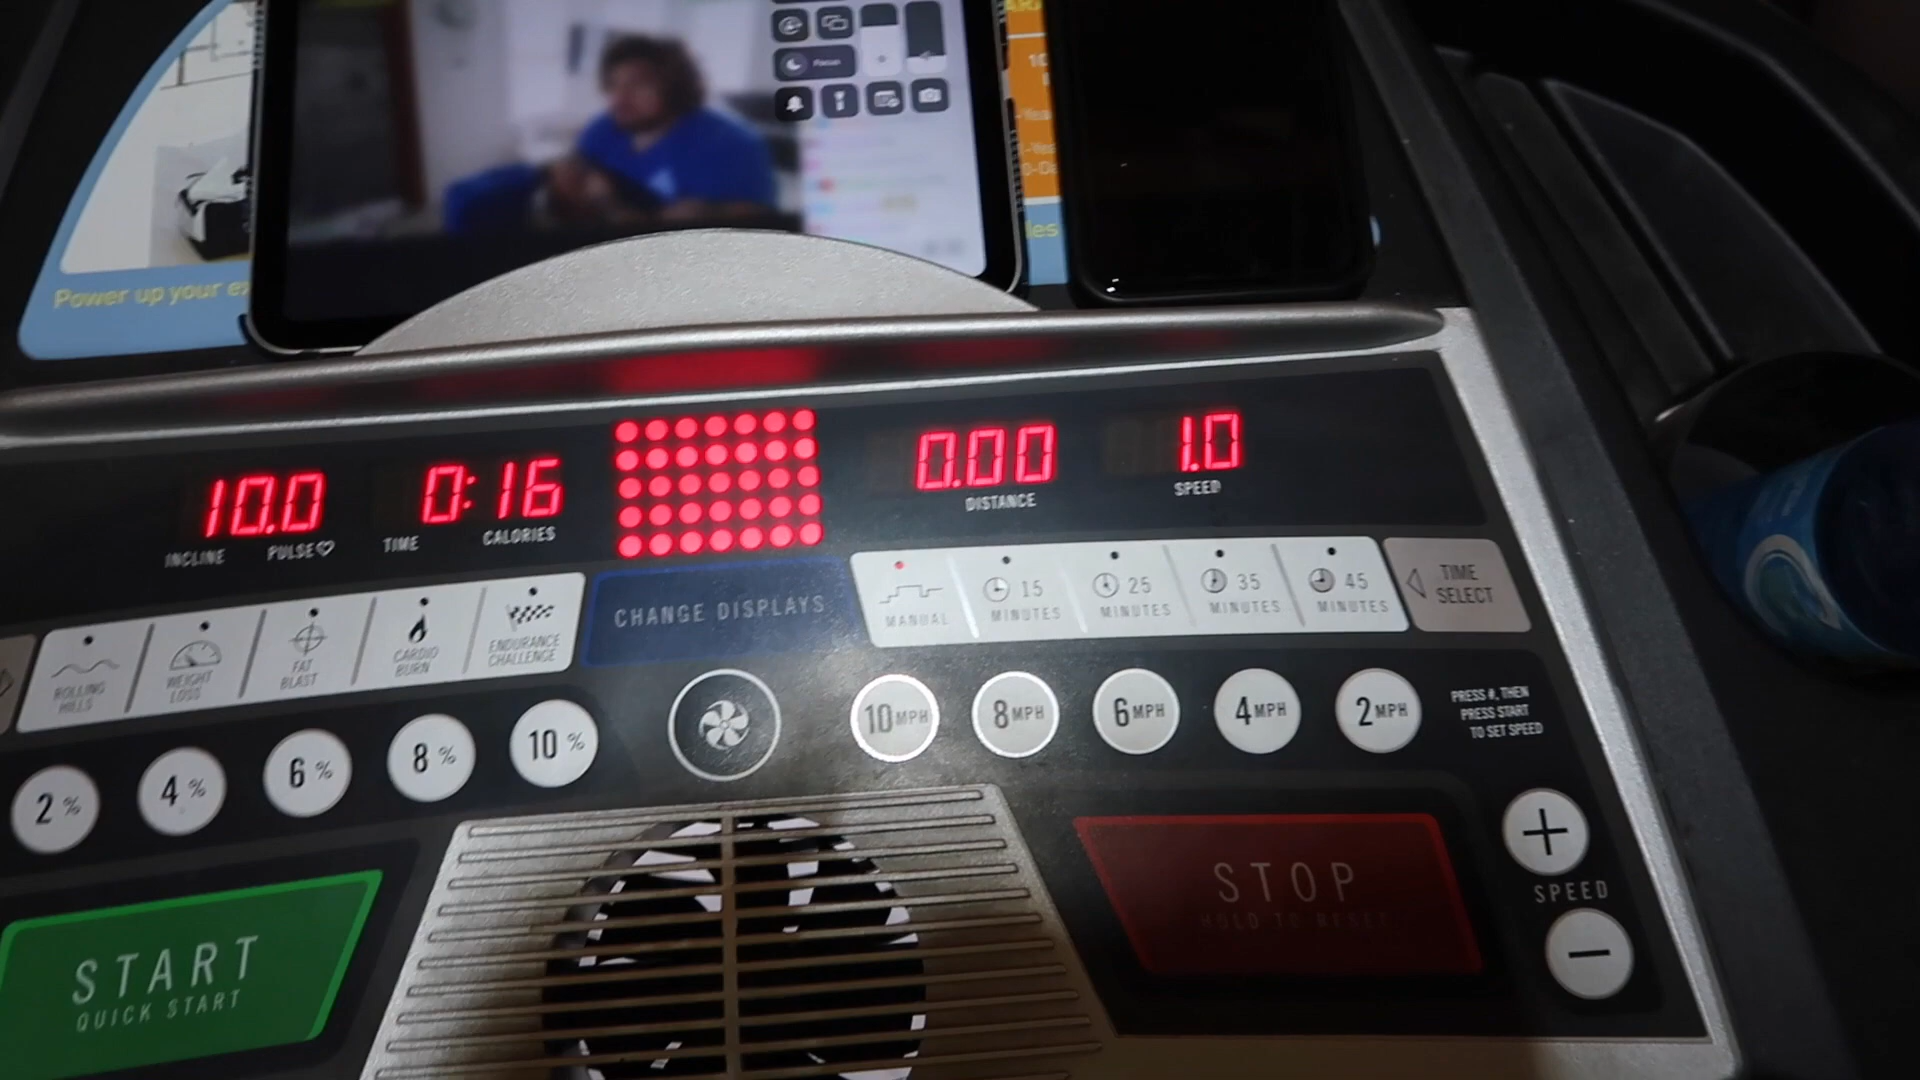 Focus
Power up your ex
10.0
0:16
0.00
1.0
INCLINE
PULSE
TIME
CALORIES
DISTANCE
SPEED
ROLLING HILLS
WEIGHT LOSS
FAT BLAST
CARDIO BURN
ENDURANCE CHALLENGE
CHANGE DISPLAYS
MANUAL
15 MINUTES
25 MINUTES
35 MINUTES
45 MINUTES
TIME SELECT
2 %
4 %
6 %
8 %
10 %
10 MPH
8 MPH
6 MPH
4 MPH
2 MPH
PRESS #, THEN
PRESS START
TO SET SPEED
START
QUICK START
STOP
HOLD TO RESET
+
SPEED
−